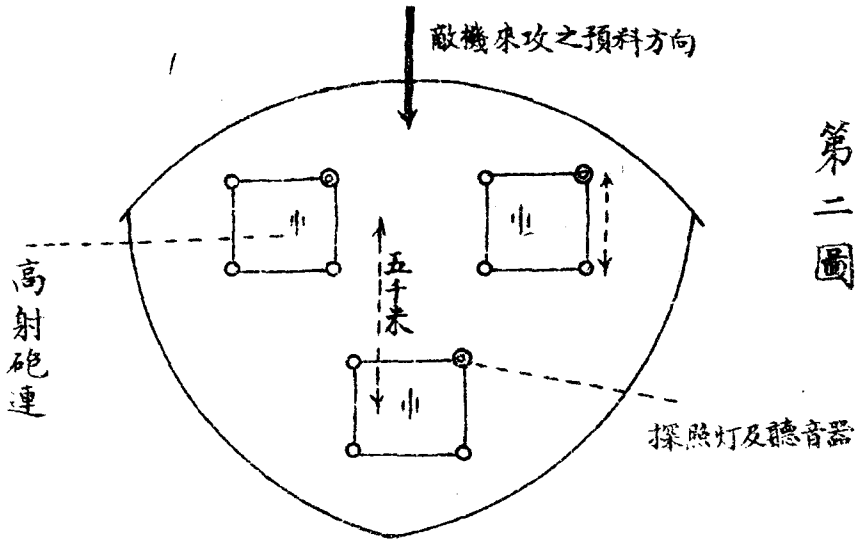 第二圖
敵機來攻之預料方向
五千米
高射砲連
探照灯及聽音器